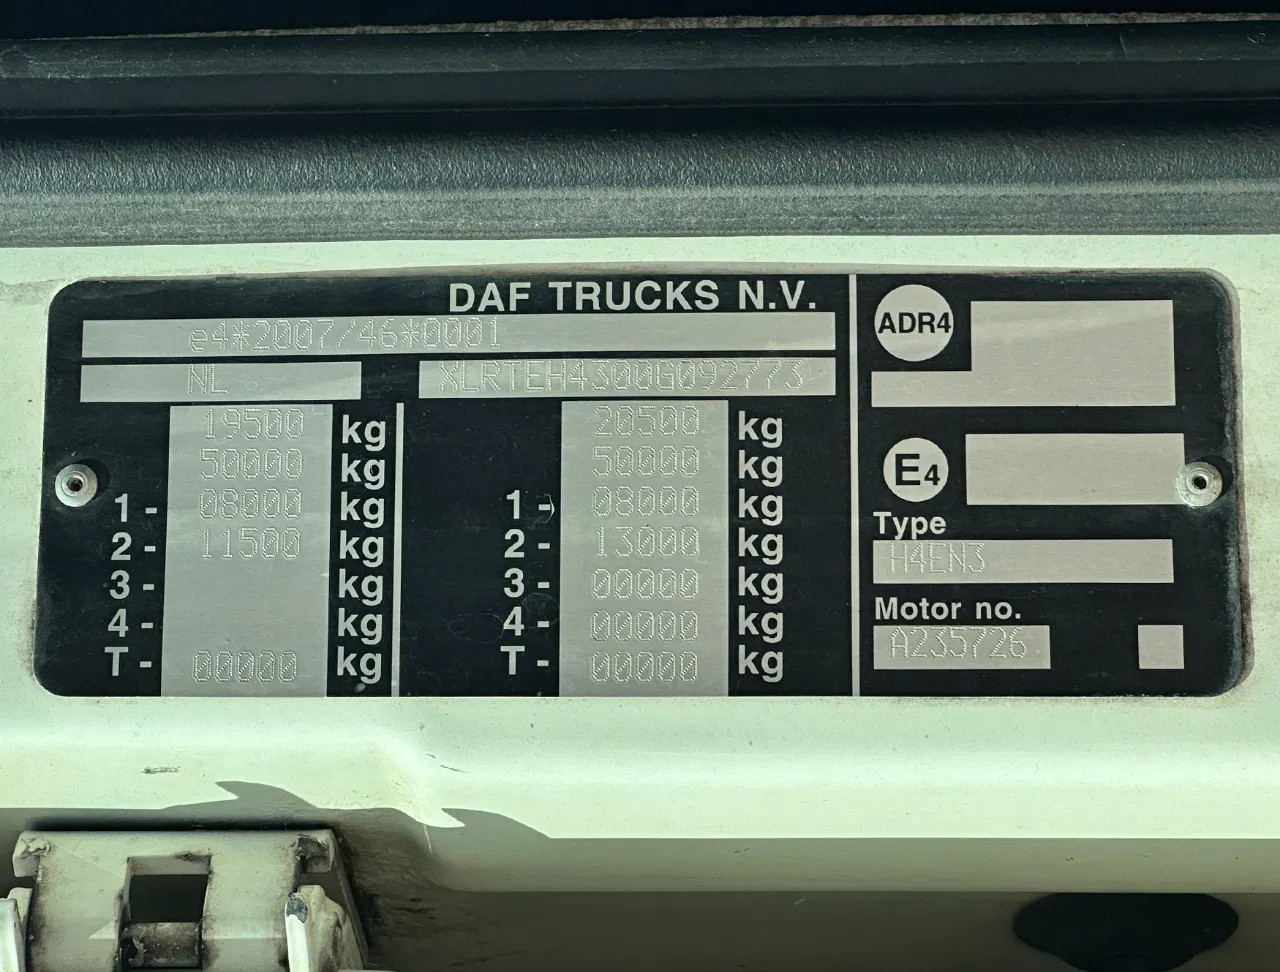 DAF TRUCKS N.V.
e4*2007/46*0001
NL XLRTEH4300G092773
19500 kg 20500 kg
50000 kg 50000 kg
1 - 08000 kg 1 - 08000 kg
2 - 11500 kg 2 - 13000 kg
3 - kg 3 - 00000 kg
4 - kg 4 - 00000 kg
T - 00000 kg T - 00000 kg
ADR4
E4
Type
H4EN3
Motor no.
A235726